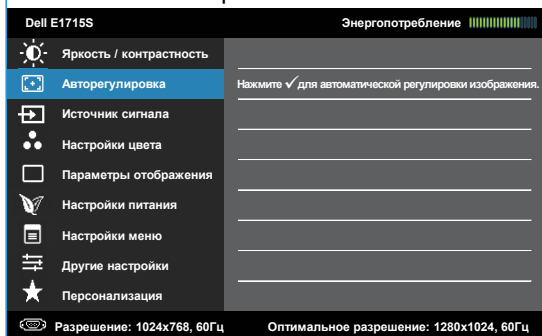 Dell E1715S
Энергопотребление
Яркость / контрастность
Авторегулировка
Нажмите ✓ для автоматической регулировки изображения.
Источник сигнала
Настройки цвета
Параметры отображения
Настройки питания
Настройки меню
Другие настройки
Персонализация
Разрешение: 1024x768, 60Гц
Оптимальное разрешение: 1280x1024, 60Гц